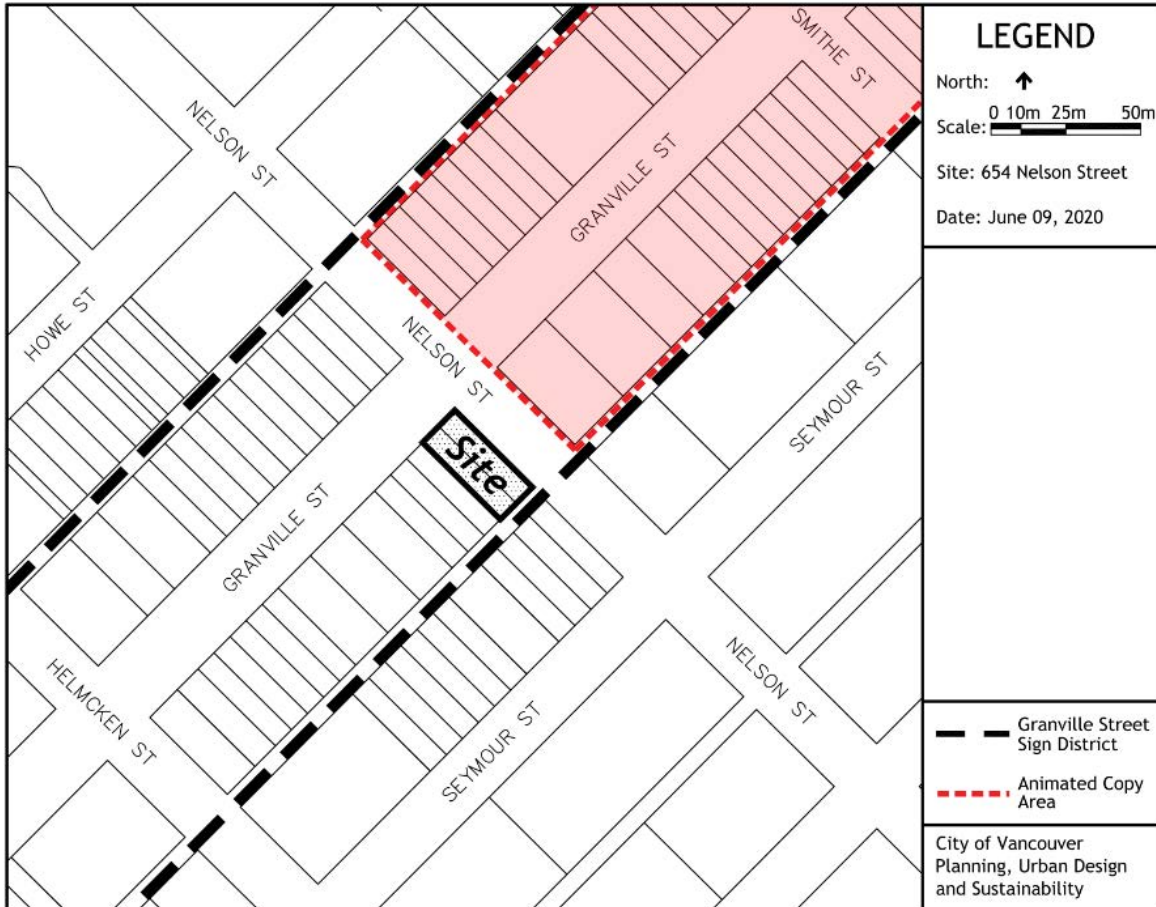 SMITHE ST
NELSON ST
GRANVILLE ST
HOWE ST
NELSON ST
SEYMOUR ST
Site
GRANVILLE ST
HELMCKEN ST
NELSON ST
SEYMOUR ST
LEGEND
North:
0 10m 25m 50m
Scale:
Site: 654 Nelson Street
Date: June 09, 2020
Granville Street
Sign District
Animated Copy
Area
City of Vancouver
Planning, Urban Design
and Sustainability